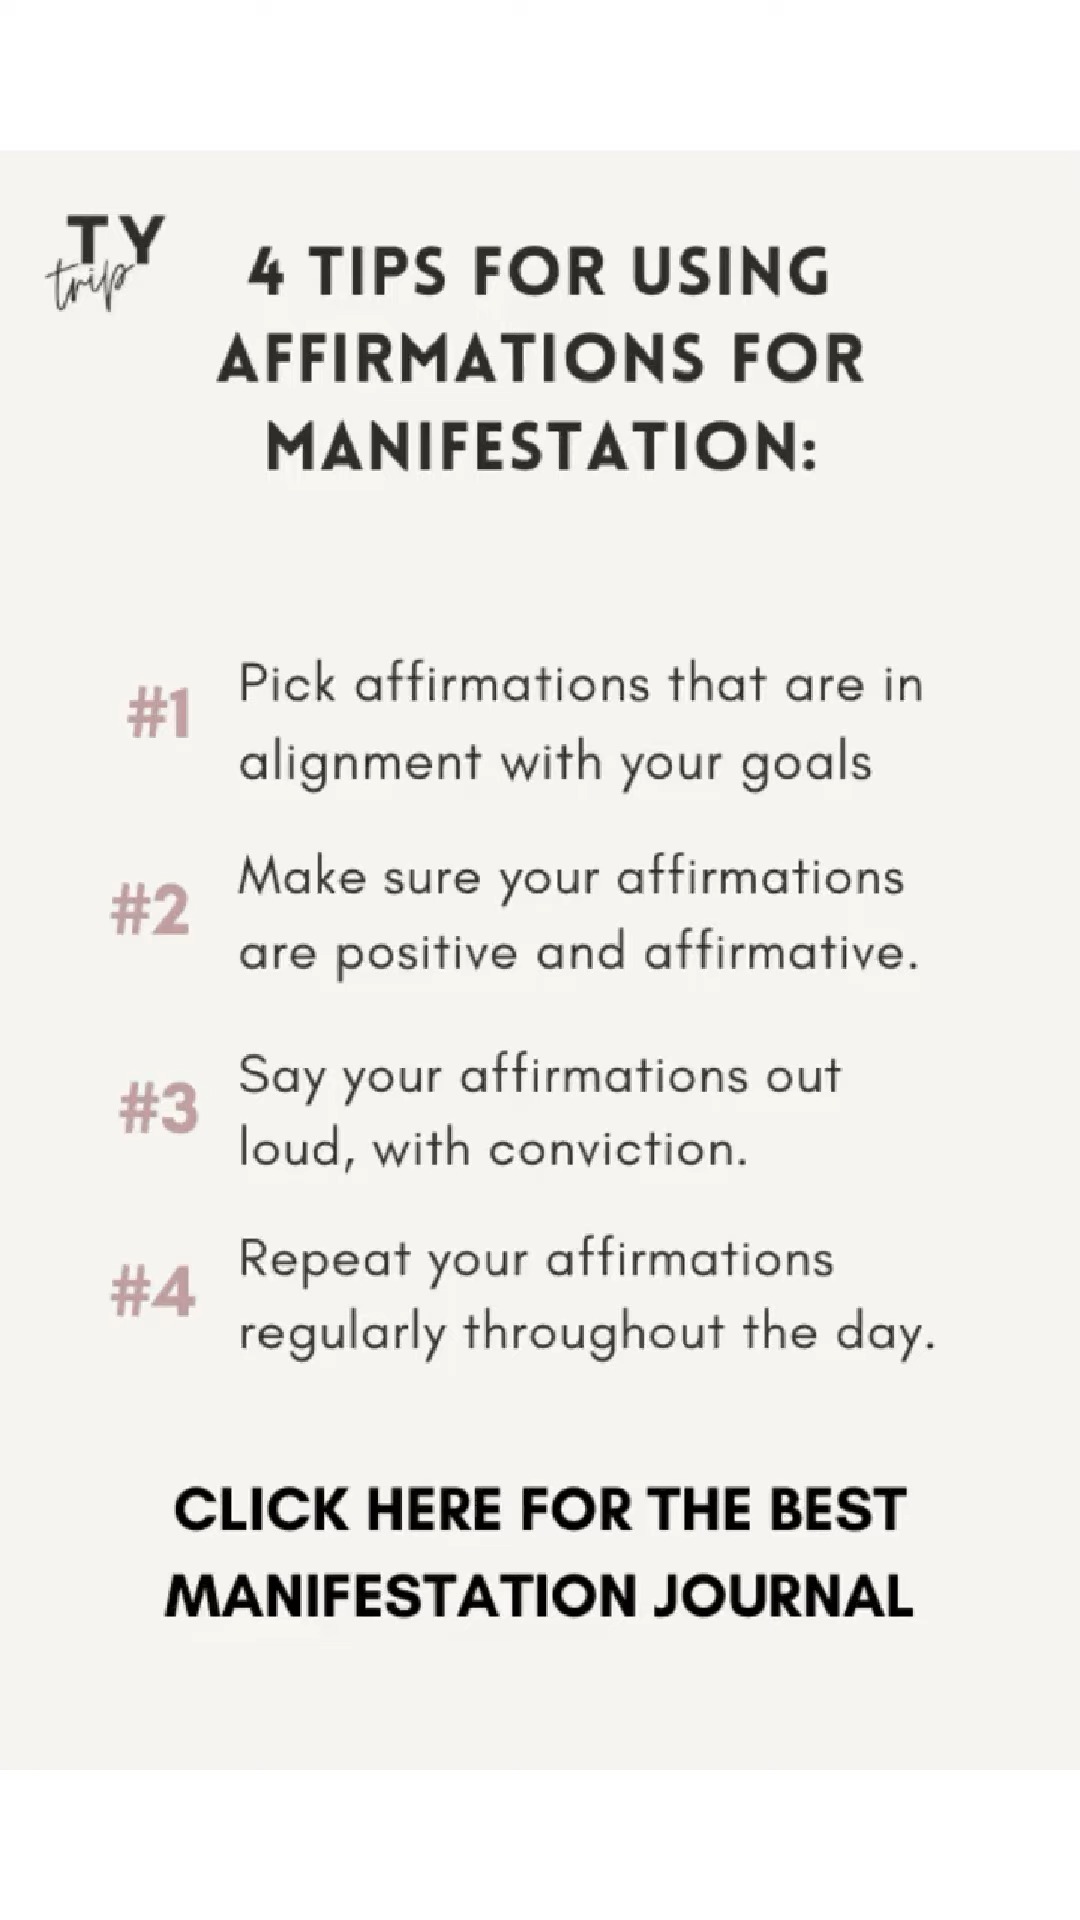 TY
trip
4 TIPS FOR USING
AFFIRMATIONS FOR
MANIFESTATION:
#1
Pick affirmations that are in
alignment with your goals
#2
Make sure your affirmations
are positive and affirmative.
#3
Say your affirmations out
loud, with conviction.
#4
Repeat your affirmations
regularly throughout the day.
CLICK HERE FOR THE BEST
MANIFESTATION JOURNAL